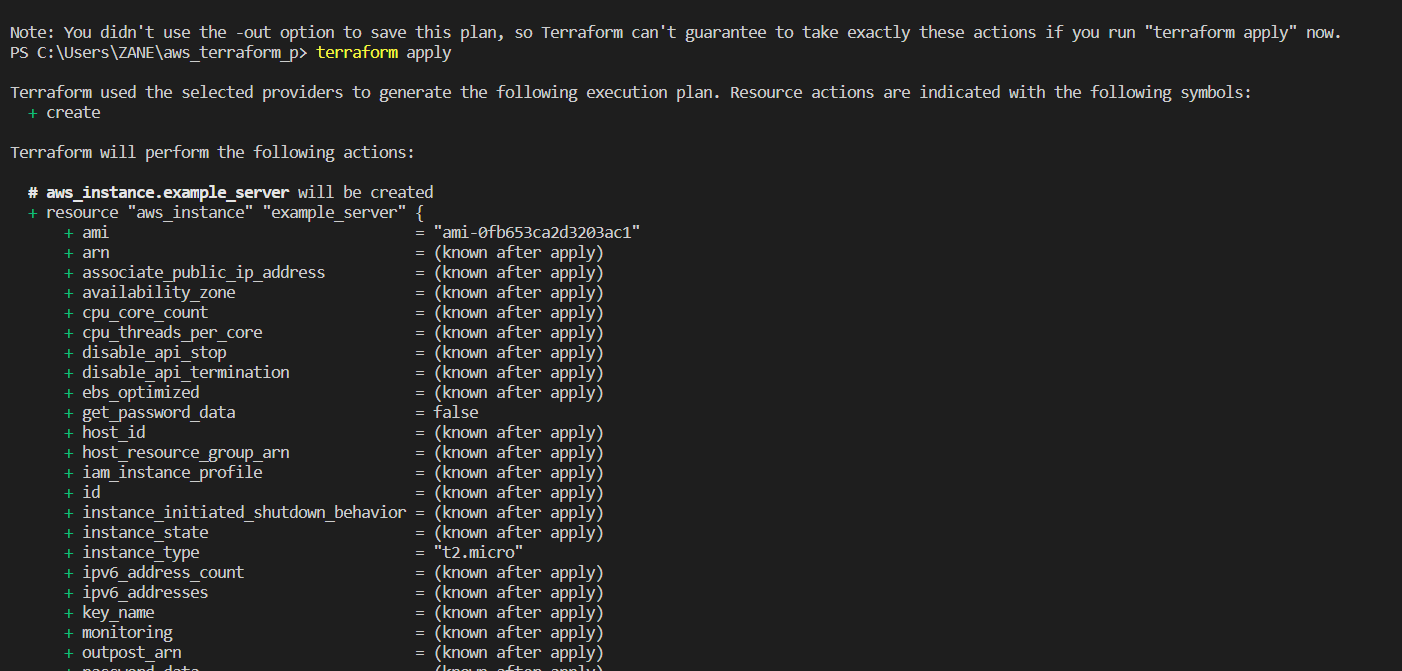 Note: You didn't use the -out option to save this plan, so Terraform can't guarantee to take exactly these actions if you run "terraform apply" now.
PS C:\Users\ZANE\aws_terraform_p> terraform apply
Terraform used the selected providers to generate the following execution plan. Resource actions are indicated with the following symbols:
  + create
Terraform will perform the following actions:
  # aws_instance.example_server will be created
  + resource "aws_instance" "example_server" {
      + ami                                  = "ami-0fb653ca2d3203ac1"
      + arn                                  = (known after apply)
      + associate_public_ip_address          = (known after apply)
      + availability_zone                    = (known after apply)
      + cpu_core_count                       = (known after apply)
      + cpu_threads_per_core                 = (known after apply)
      + disable_api_stop                     = (known after apply)
      + disable_api_termination              = (known after apply)
      + ebs_optimized                        = (known after apply)
      + get_password_data                    = false
      + host_id                              = (known after apply)
      + host_resource_group_arn              = (known after apply)
      + iam_instance_profile                 = (known after apply)
      + id                                   = (known after apply)
      + instance_initiated_shutdown_behavior = (known after apply)
      + instance_state                       = (known after apply)
      + instance_type                        = "t2.micro"
      + ipv6_address_count                   = (known after apply)
      + ipv6_addresses                       = (known after apply)
      + key_name                             = (known after apply)
      + monitoring                           = (known after apply)
      + outpost_arn                          = (known after apply)